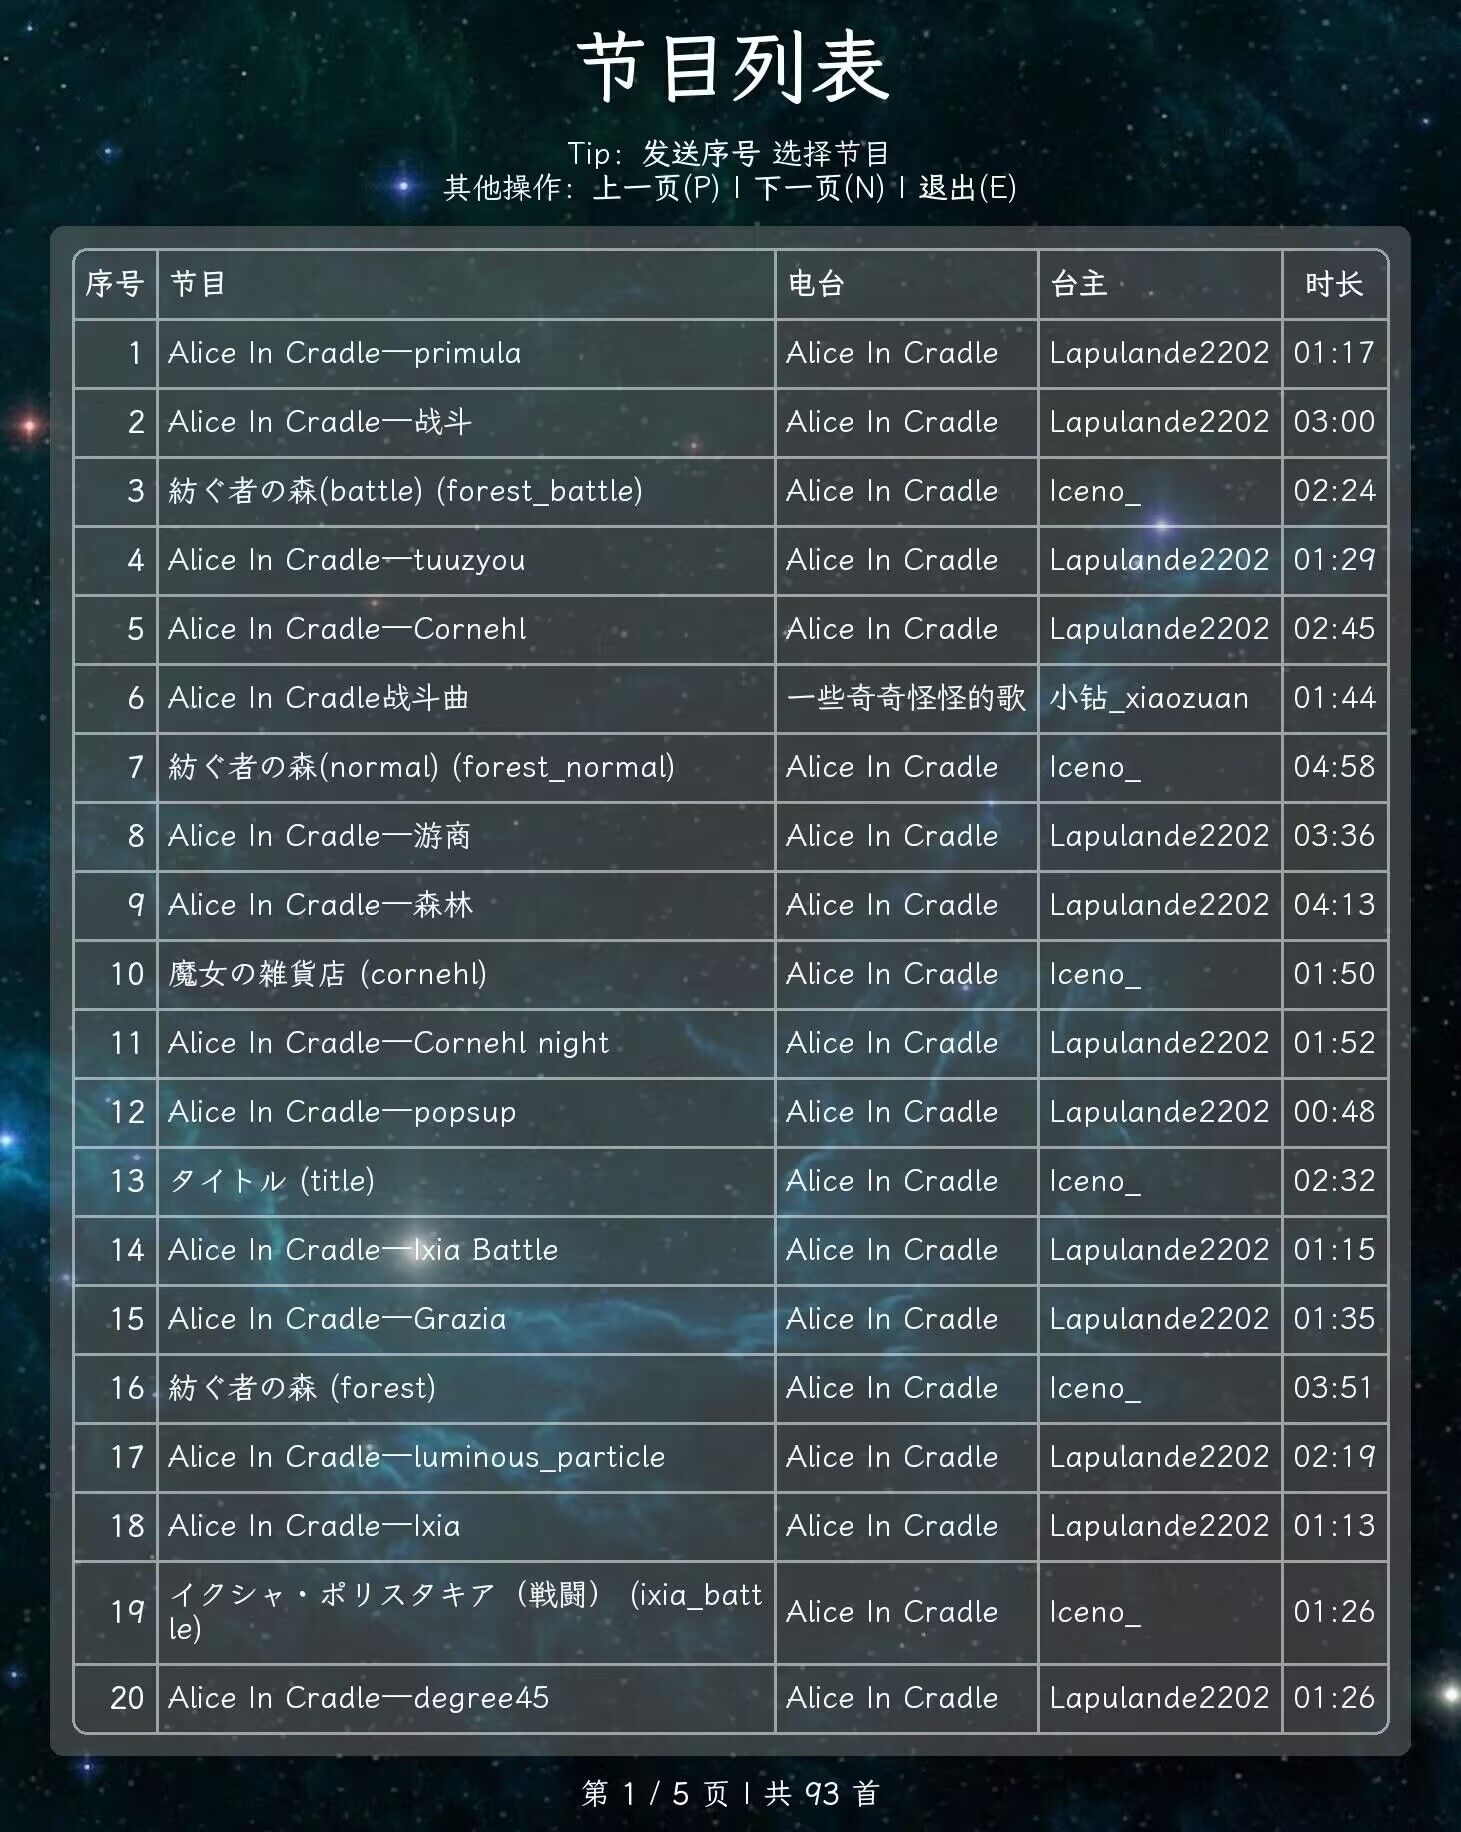 节目列表
Tip：发送序号 选择节目
其他操作：上一页(P) | 下一页(N) | 退出(E)
序号 节目 电台 台主 时长
1 Alice In Cradle—primula Alice In Cradle Lapulande2202 01:17
2 Alice In Cradle—战斗 Alice In Cradle Lapulande2202 03:00
3 紡ぐ者の森(battle) (forest_battle) Alice In Cradle Iceno_ 02:24
4 Alice In Cradle—tuuzyou Alice In Cradle Lapulande2202 01:29
5 Alice In Cradle—Cornehl Alice In Cradle Lapulande2202 02:45
6 Alice In Cradle战斗曲 一些奇奇怪怪的歌 小钻_xiaozuan 01:44
7 紡ぐ者の森(normal) (forest_normal) Alice In Cradle Iceno_ 04:58
8 Alice In Cradle—游商 Alice In Cradle Lapulande2202 03:36
9 Alice In Cradle—森林 Alice In Cradle Lapulande2202 04:13
10 魔女の雑貨店 (cornehl) Alice In Cradle Iceno_ 01:50
11 Alice In Cradle—Cornehl night Alice In Cradle Lapulande2202 01:52
12 Alice In Cradle—popsup Alice In Cradle Lapulande2202 00:48
13 タイトル (title) Alice In Cradle Iceno_ 02:32
14 Alice In Cradle—Ixia Battle Alice In Cradle Lapulande2202 01:15
15 Alice In Cradle—Grazia Alice In Cradle Lapulande2202 01:35
16 紡ぐ者の森 (forest) Alice In Cradle Iceno_ 03:51
17 Alice In Cradle—luminous_particle Alice In Cradle Lapulande2202 02:19
18 Alice In Cradle—Ixia Alice In Cradle Lapulande2202 01:13
19 イクシャ・ポリスタキア（戦闘） (ixia_batt
le) Alice In Cradle Iceno_ 01:26
20 Alice In Cradle—degree45 Alice In Cradle Lapulande2202 01:26
第 1 / 5 页 | 共 93 首